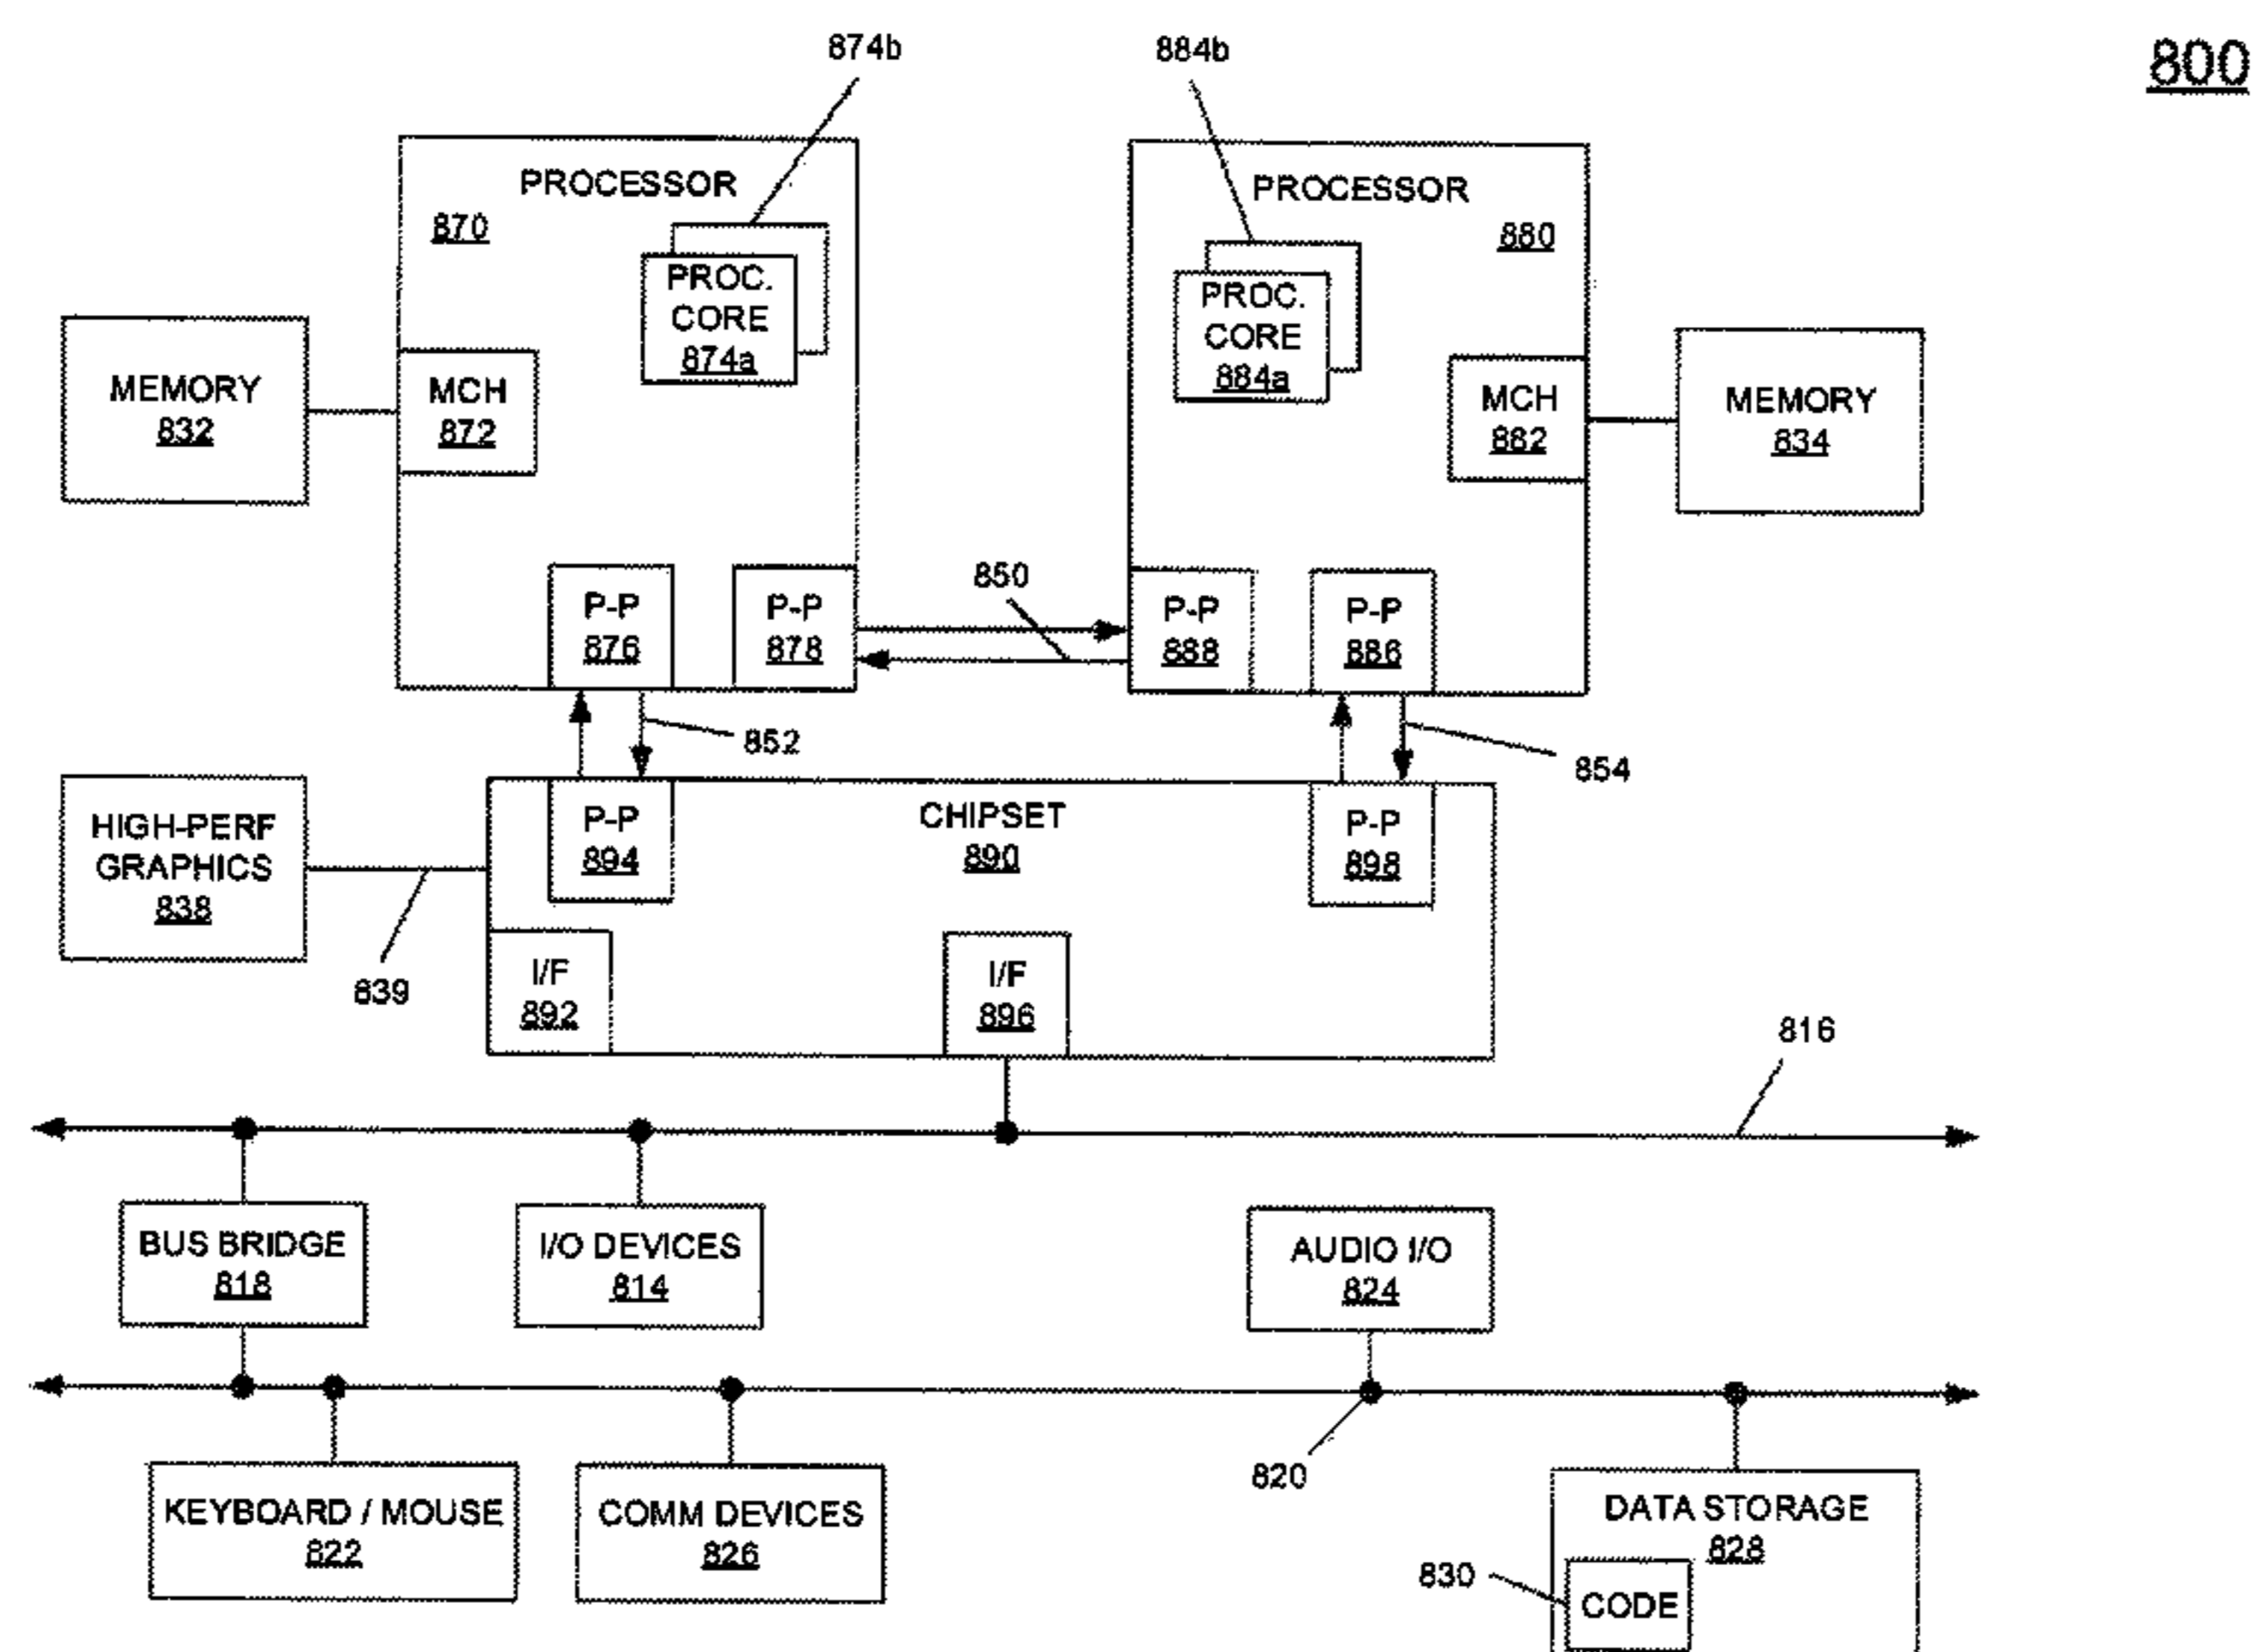 874b
884b
800
PROCESSOR
870
PROC.
CORE
874a
PROCESSOR
880
PROC.
CORE
884a
MEMORY
832
MCH
872
MCH
882
MEMORY
834
P-P
876
P-P
878
850
P-P
888
P-P
886
852
854
HIGH-PERF
GRAPHICS
838
839
P-P
894
CHIPSET
890
P-P
898
I/F
892
I/F
896
816
BUS BRIDGE
818
I/O DEVICES
814
AUDIO I/O
824
820
KEYBOARD / MOUSE
822
COMM DEVICES
826
DATA STORAGE
828
830
CODE